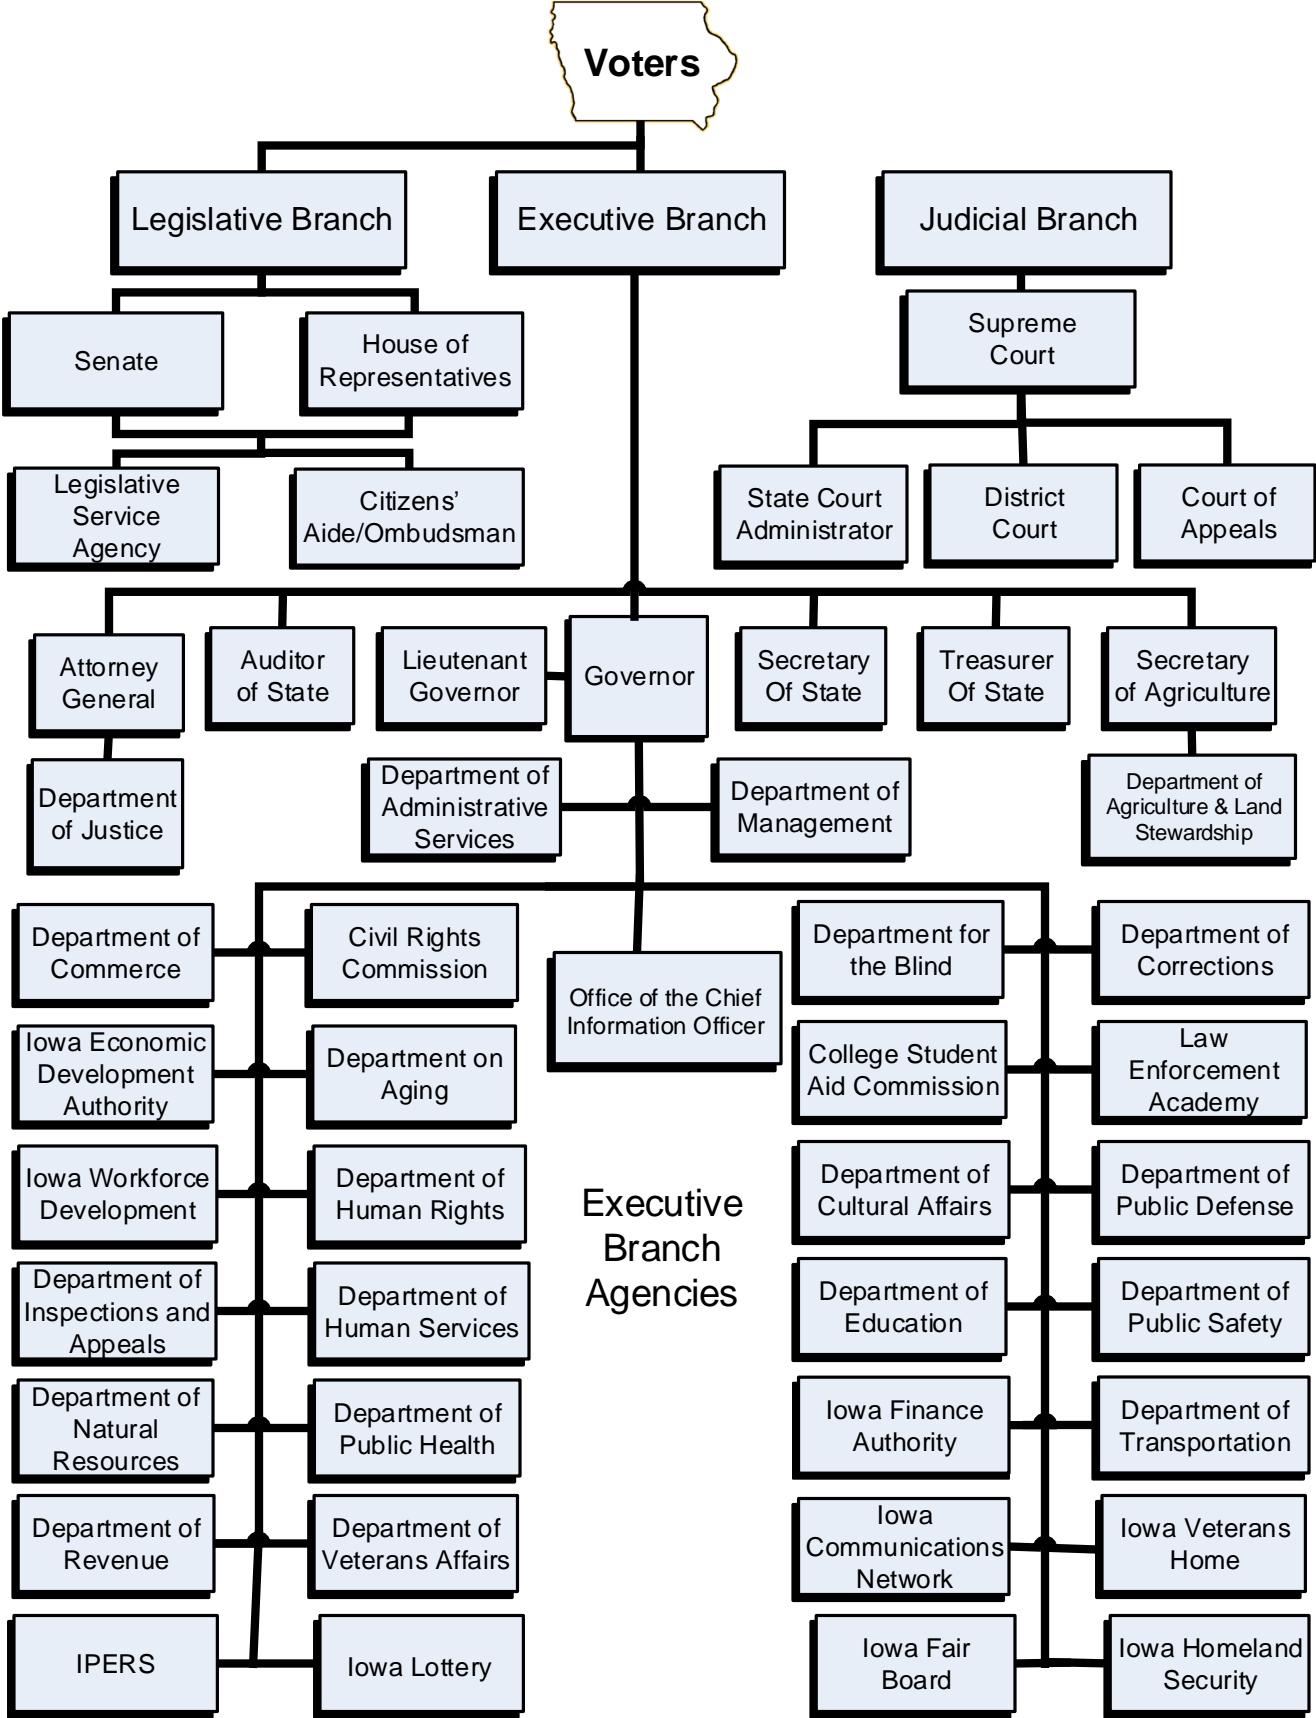 Voters
Legislative Branch
Executive Branch
Judicial Branch
Senate
House of
Representatives
Supreme
Court
Legislative
Service
Agency
Citizens’
Aide/Ombudsman
State Court
Administrator
District
Court
Court of
Appeals
Attorney
General
Auditor
of State
Lieutenant
Governor
Governor
Secretary
Of State
Treasurer
Of State
Secretary
of Agriculture
Department
of Justice
Department of
Administrative
Services
Department of
Management
Department of
Agriculture & Land
Stewardship
Department of
Commerce
Civil Rights
Commission
Office of the Chief
Information Officer
Department for
the Blind
Department of
Corrections
Iowa Economic
Development
Authority
Department on
Aging
College Student
Aid Commission
Law
Enforcement
Academy
Iowa Workforce
Development
Department of
Human Rights
Executive
Branch
Agencies
Department of
Cultural Affairs
Department of
Public Defense
Department of
Inspections and
Appeals
Department of
Human Services
Department of
Education
Department of
Public Safety
Department of
Natural
Resources
Department of
Public Health
Iowa Finance
Authority
Department of
Transportation
Department of
Revenue
Department of
Veterans Affairs
Iowa
Communications
Network
Iowa Veterans
Home
IPERS
Iowa Lottery
Iowa Fair
Board
Iowa Homeland
Security